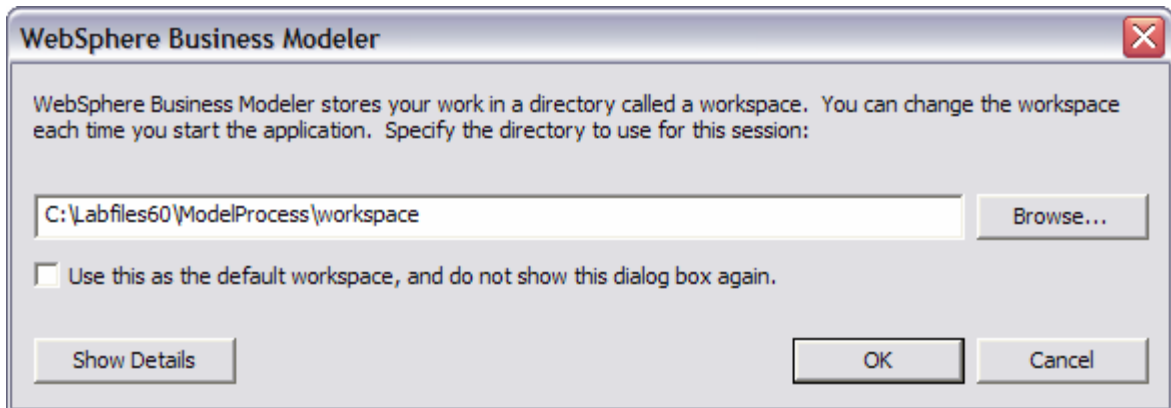 WebSphere Business Modeler
WebSphere Business Modeler stores your work in a directory called a workspace.  You can change the workspace
each time you start the application.  Specify the directory to use for this session:
C:\Labfiles60\ModelProcess\workspace
Browse...
Use this as the default workspace, and do not show this dialog box again.
Show Details
OK
Cancel